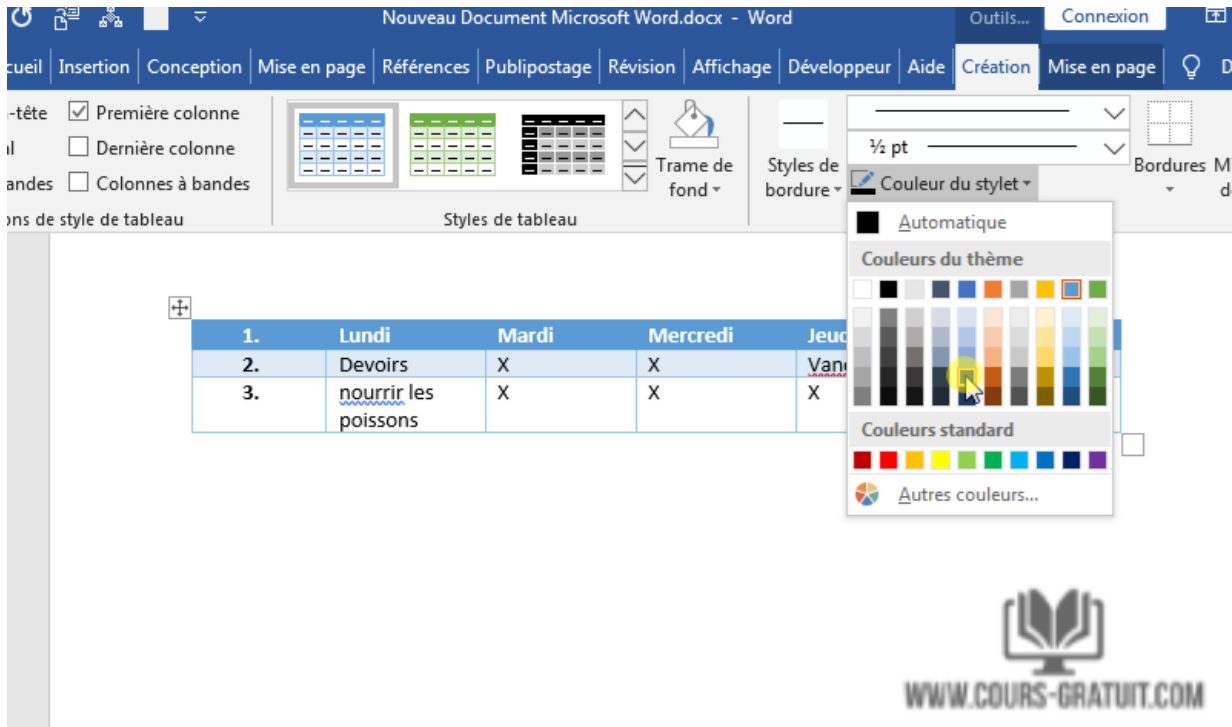 Nouveau Document Microsoft Word.docx - Word
Outils...
Connexion
cueil Insertion Conception Mise en page Références Publipostage Révision Affichage Développeur Aide Création Mise en page D
-tête Première colonne
Dernière colonne
andes Colonnes à bandes
ons de style de tableau
Styles de tableau
Trame de
fond
Styles de
bordure
½ pt
Couleur du stylet
Bordures M
d
Automatique
Couleurs du thème
Couleurs standard
Autres couleurs...
1. Lundi Mardi Mercredi Jeud
2. Devoirs X X Vand
3. nourrir les X X X
poissons
WWW.COURS-GRATUIT.COM